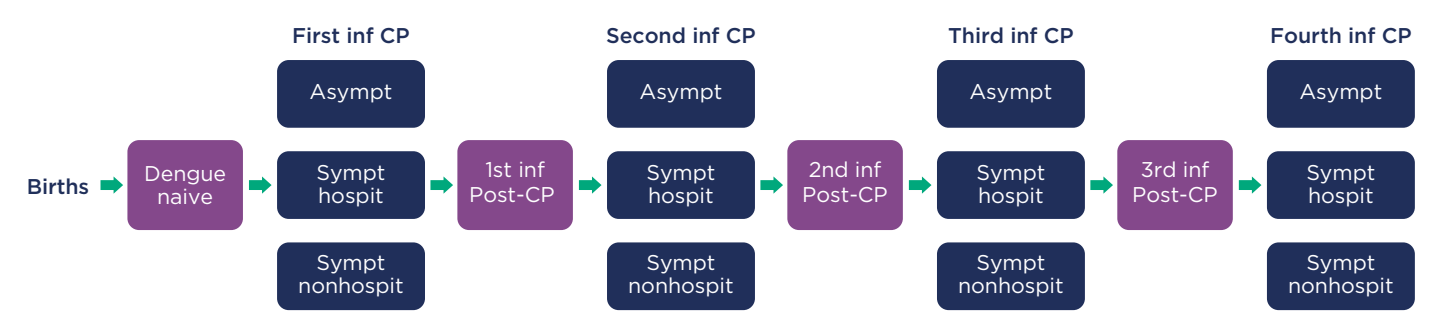 First inf CP
Second inf CP
Third inf CP
Fourth inf CP
Asympt
Asympt
Asympt
Asympt
Births
Dengue
naive
Sympt
hospit
1st inf
Post-CP
Sympt
hospit
2nd inf
Post-CP
Sympt
hospit
3rd inf
Post-CP
Sympt
hospit
Sympt
nonhospit
Sympt
nonhospit
Sympt
nonhospit
Sympt
nonhospit